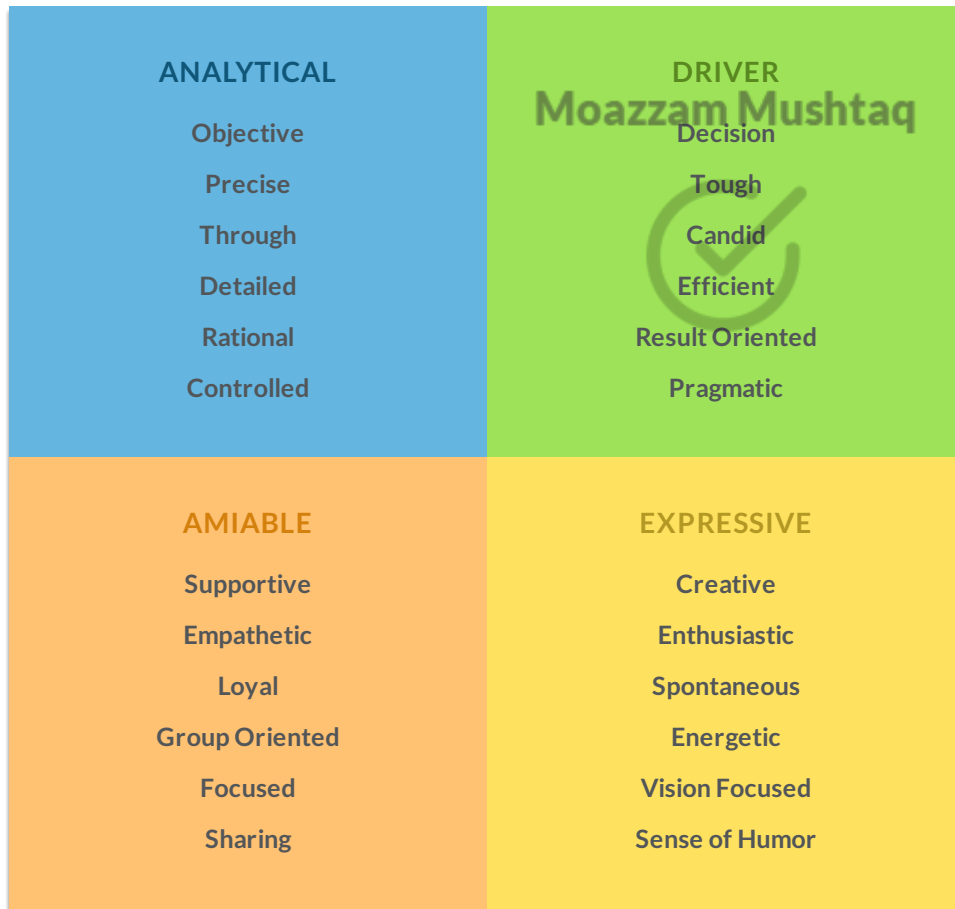 ANALYTICAL
Objective
Precise
Through
Detailed
Rational
Controlled
DRIVER
Moazzam Mushtaq
Decision
Tough
Candid
Efficient
Result Oriented
Pragmatic
AMIABLE
Supportive
Empathetic
Loyal
Group Oriented
Focused
Sharing
EXPRESSIVE
Creative
Enthusiastic
Spontaneous
Energetic
Vision Focused
Sense of Humor